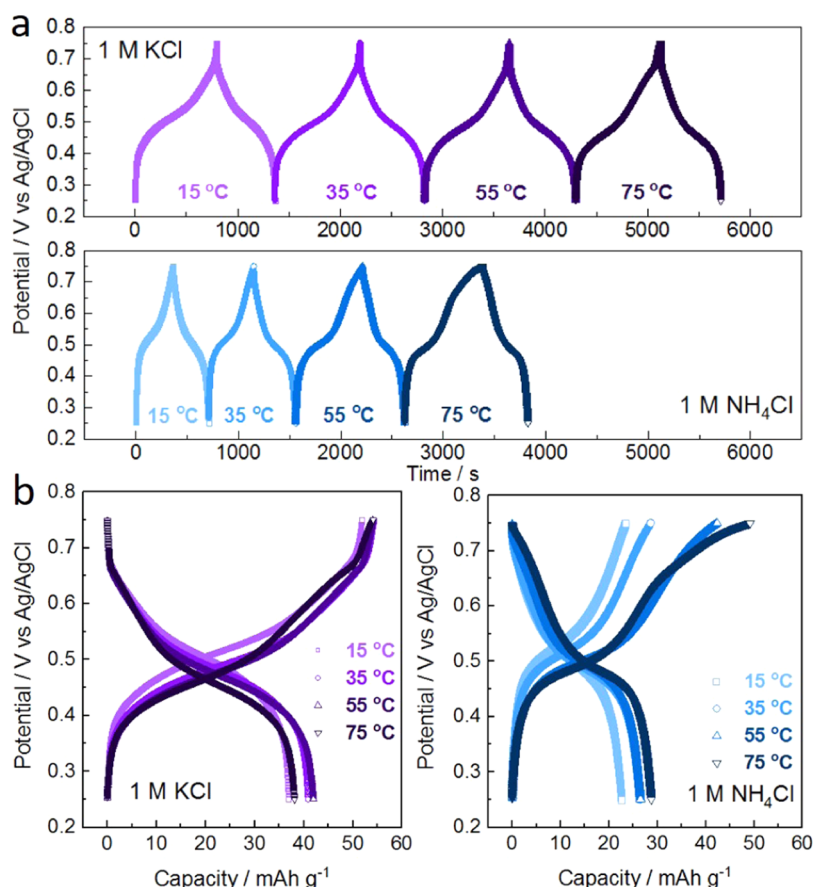 a
0.8
0.7
0.6
0.5
0.4
0.3
0.2
1 M KCl
15 °C
35 °C
55 °C
75 °C
0 1000 2000 3000 4000 5000 6000
Potential / V vs Ag/AgCl
0.8
0.7
0.6
0.5
0.4
0.3
0.2
15 °C
35 °C
55 °C
75 °C
1 M NH₄Cl
0 1000 2000 3000 4000 5000 6000
Time / s
b
Potential / V vs Ag/AgCl
0.8
0.7
0.6
0.5
0.4
0.3
0.2
15 °C
35 °C
55 °C
75 °C
1 M KCl
0 10 20 30 40 50 60
Capacity / mAh g⁻¹
Potential / V vs Ag/AgCl
0.8
0.7
0.6
0.5
0.4
0.3
0.2
15 °C
35 °C
55 °C
75 °C
1 M NH₄Cl
0 10 20 30 40 50 60
Capacity / mAh g⁻¹